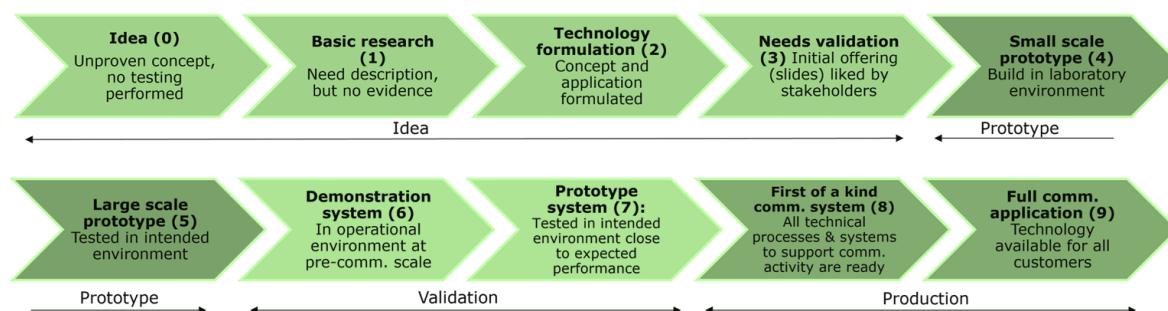 Idea (0)
Unproven concept,
no testing
performed
Basic research
(1)
Need description,
but no evidence
Technology
formulation (2)
Concept and
application
formulated
Needs validation
(3) Initial offering
(slides) liked by
stakeholders
Small scale
prototype (4)
Build in laboratory
environment
Idea
Prototype
Large scale
prototype (5)
Tested in intended
environment
Demonstration
system (6)
In operational
environment at
pre-comm. scale
Prototype
system (7):
Tested in intended
environment close
to expected
performance
First of a kind
comm. system (8)
All technical
processes & systems
to support comm.
activity are ready
Full comm.
application (9)
Technology
available for all
customers
Prototype
Validation
Production